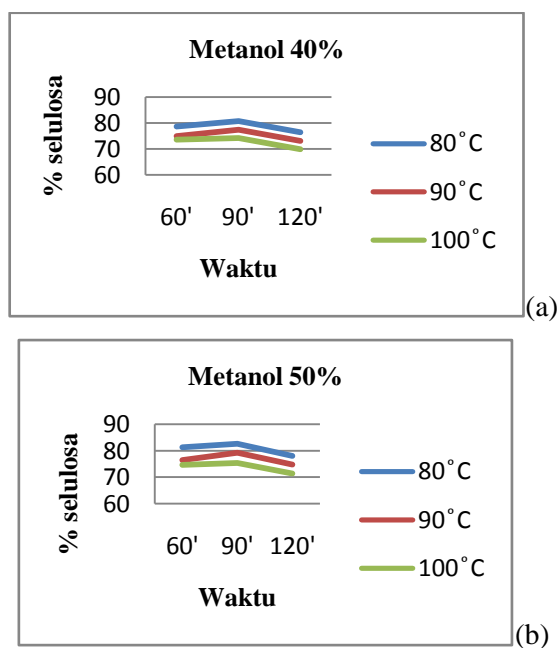 Metanol 40%
% selulosa
90
80
70
60
60' 90' 120'
Waktu
80˚C
90˚C
100˚C
(a)
Metanol 50%
% selulosa
90
80
70
60
60' 90' 120'
Waktu
80˚C
90˚C
100˚C
(b)